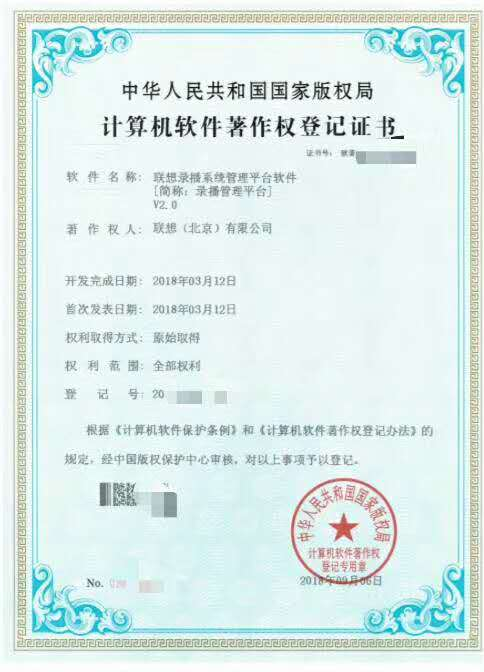 中华人民共和国国家版权局
计算机软件著作权登记证书
证书号： 软著
软件名称： 联想录播系统管理平台软件
[简称：录播管理平台]
V2.0
著作权人： 联想（北京）有限公司
开发完成日期： 2018年03月12日
首次发表日期： 2018年03月12日
权利取得方式： 原始取得
权利范围： 全部权利
登记号： 20
根据《计算机软件保护条例》和《计算机软件著作权登记办法》的
规定，经中国版权保护中心审核，对以上事项予以登记。
中华人民共和国国家版权局
计算机软件著作权
登记专用章
2018年09月06日
No.